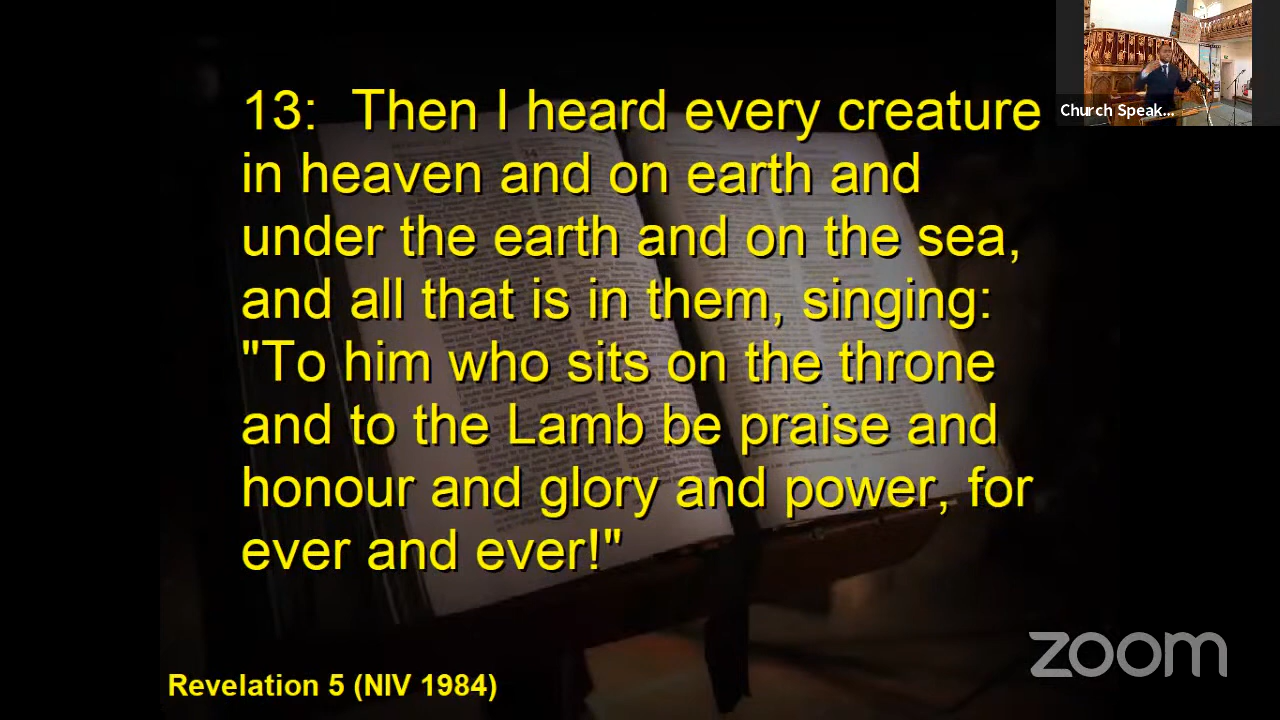 13: Then I heard every creature
in heaven and on earth and
under the earth and on the sea,
and all that is in them, singing:
"To him who sits on the throne
and to the Lamb be praise and
honour and glory and power, for
ever and ever!"
Church Speak...
Revelation 5 (NIV 1984)
zoom